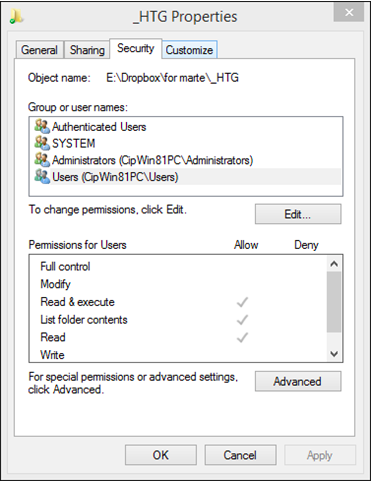 _HTG Properties
General Sharing Security Customize
Object name: E:\Dropbox\for marte\_HTG
Group or user names:
Authenticated Users
SYSTEM
Administrators (CipWin81PC\Administrators)
Users (CipWin81PC\Users)
To change permissions, click Edit.
Edit...
Permissions for Users Allow Deny
Full control
Modify
Read & execute
List folder contents
Read
Write
For special permissions or advanced settings,
click Advanced.
Advanced
OK Cancel Apply